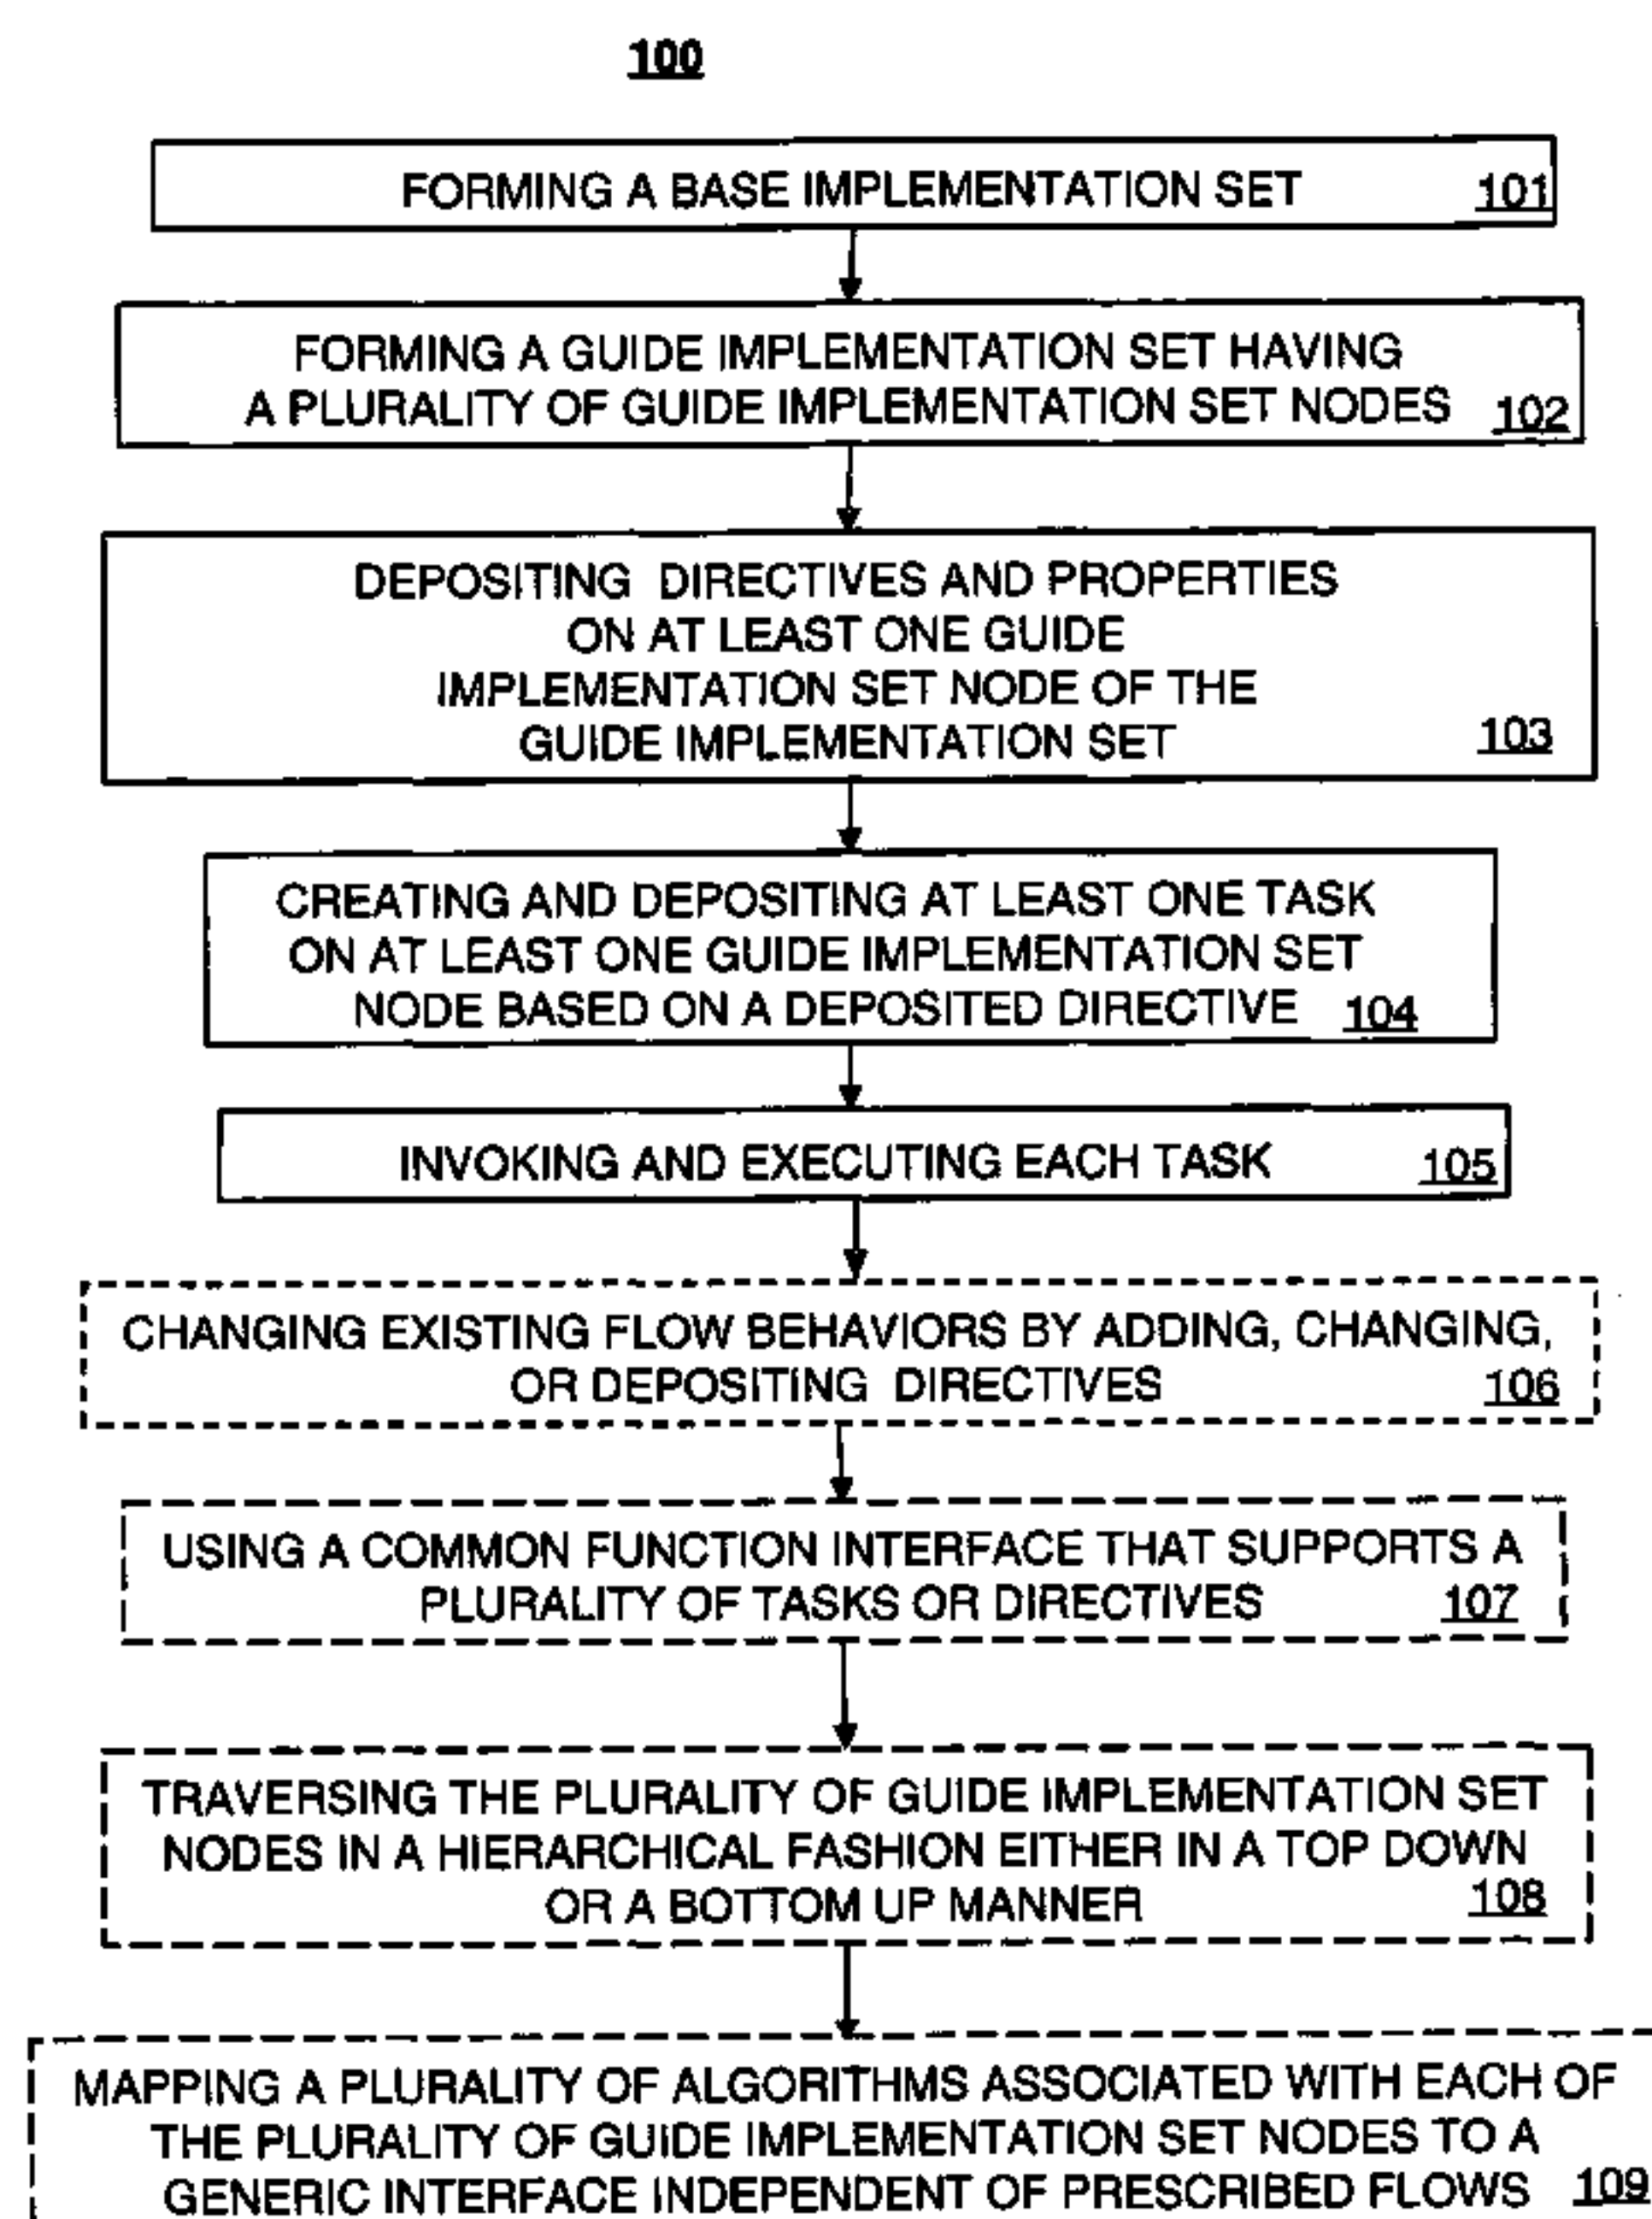 100
FORMING A BASE IMPLEMENTATION SET 101
FORMING A GUIDE IMPLEMENTATION SET HAVING
A PLURALITY OF GUIDE IMPLEMENTATION SET NODES 102
DEPOSITING DIRECTIVES AND PROPERTIES
ON AT LEAST ONE GUIDE
IMPLEMENTATION SET NODE OF THE
GUIDE IMPLEMENTATION SET 103
CREATING AND DEPOSITING AT LEAST ONE TASK
ON AT LEAST ONE GUIDE IMPLEMENTATION SET
NODE BASED ON A DEPOSITED DIRECTIVE 104
INVOKING AND EXECUTING EACH TASK 105
CHANGING EXISTING FLOW BEHAVIORS BY ADDING, CHANGING,
OR DEPOSITING DIRECTIVES 106
USING A COMMON FUNCTION INTERFACE THAT SUPPORTS A
PLURALITY OF TASKS OR DIRECTIVES 107
TRAVERSING THE PLURALITY OF GUIDE IMPLEMENTATION SET
NODES IN A HIERARCHICAL FASHION EITHER IN A TOP DOWN
OR A BOTTOM UP MANNER 108
MAPPING A PLURALITY OF ALGORITHMS ASSOCIATED WITH EACH OF
THE PLURALITY OF GUIDE IMPLEMENTATION SET NODES TO A
GENERIC INTERFACE INDEPENDENT OF PRESCRIBED FLOWS 109